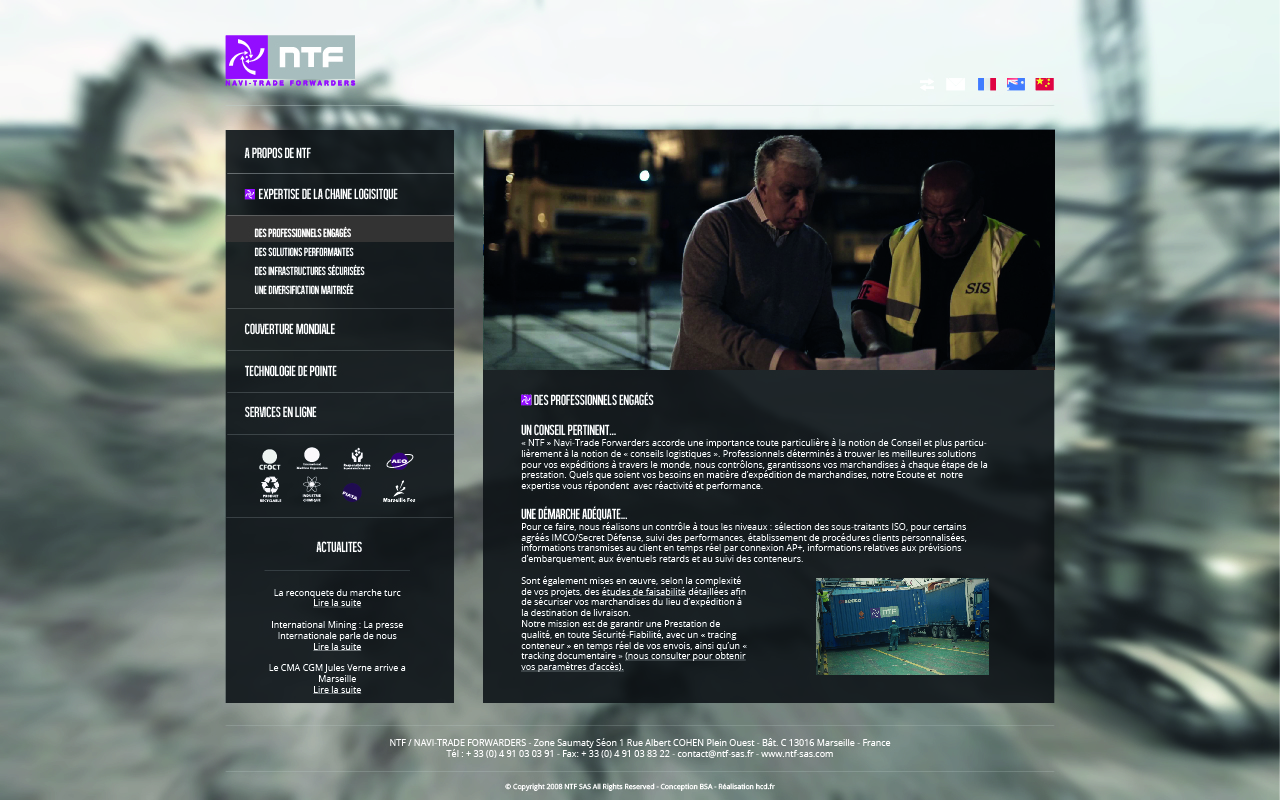 NTF
NAVI-TRADE FORWARDERS
A PROPOS DE NTF
EXPERTISE DE LA CHAINE LOGISITQUE
DES PROFESSIONNELS ENGAGÉS
DES SOLUTIONS PERFORMANTES
DES INFRASTRUCTURES SÉCURISÉES
UNE DIVERSIFICATION MAITRISÉE
COUVERTURE MONDIALE
TECHNOLOGIE DE POINTE
SERVICES EN LIGNE
CFOCT
International
Maritime Organization
Responsible care
AEO
PRODUIT
RECYCLABLE
INDUSTRIE
CHIMIQUE
FIATA
Marseille Fos
ACTUALITES
La reconquete du marche turc
Lire la suite
International Mining : La presse
Internationale parle de nous
Lire la suite
Le CMA CGM Jules Verne arrive a
Marseille
Lire la suite
SIS
DES PROFESSIONNELS ENGAGÉS
UN CONSEIL PERTINENT...
« NTF » Navi-Trade Forwarders accorde une importance toute particulière à la notion de Conseil et plus particu-
lièrement à la notion de « conseils logistiques ». Professionnels déterminés à trouver les meilleures solutions
pour vos expéditions à travers le monde, nous contrôlons, garantissons vos marchandises à chaque étape de la
prestation. Quels que soient vos besoins en matière d'expédition de marchandises, notre Ecoute et notre
expertise vous répondent avec réactivité et performance.
UNE DÉMARCHE ADÉQUATE...
Pour ce faire, nous réalisons un contrôle à tous les niveaux : sélection des sous-traitants ISO, pour certains
agréés IMCO/Secret Défense, suivi des performances, établissement de procédures clients personnalisées,
informations transmises au client en temps réel par connexion AP+, informations relatives aux prévisions
d'embarquement, aux éventuels retards et au suivi des conteneurs.
Sont également mises en œuvre, selon la complexité
de vos projets, des études de faisabilité détaillées afin
de sécuriser vos marchandises du lieu d'expédition à
la destination de livraison.
Notre mission est de garantir une Prestation de
qualité, en toute Sécurité-Fiabilité, avec un « tracing
conteneur » en temps réel de vos envois, ainsi qu'un «
tracking documentaire » (nous consulter pour obtenir
vos paramètres d'accès).
NTF
NTF / NAVI-TRADE FORWARDERS - Zone Saumaty Séon 1 Rue Albert COHEN Plein Ouest - Bât. C 13016 Marseille - France
Tél : + 33 (0) 4 91 03 03 91 - Fax: + 33 (0) 4 91 03 83 22 - contact@ntf-sas.fr - www.ntf-sas.com
© Copyright 2008 NTF SAS All Rights Reserved - Conception BSA - Réalisation hcd.fr